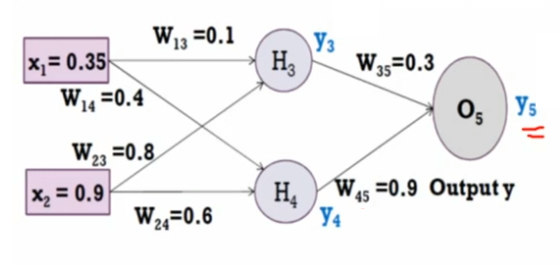 W13 =0.1
y3
x1= 0.35
H3
W35=0.3
W14 =0.4
O5
y5
W23 =0.8
x2 = 0.9
H4
W45 =0.9 Output y
W24=0.6
y4